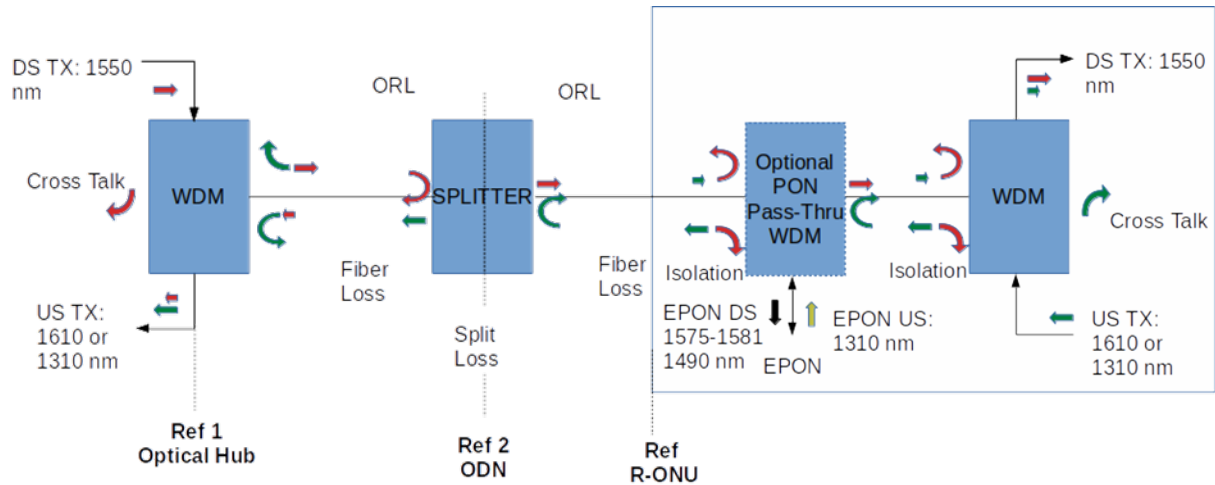 DS TX: 1550
nm
ORL
ORL
DS TX: 1550
nm
Cross Talk
WDM
SPLITTER
Optional
PON
Pass-Thru
WDM
WDM
Cross Talk
Fiber
Loss
Fiber
Loss
Isolation
Isolation
US TX:
1610 or
1310 nm
Split
Loss
EPON DS
1575-1581
1490 nm
EPON
EPON US:
1310 nm
US TX:
1610 or
1310 nm
Ref 1
Optical Hub
Ref 2
ODN
Ref
R-ONU